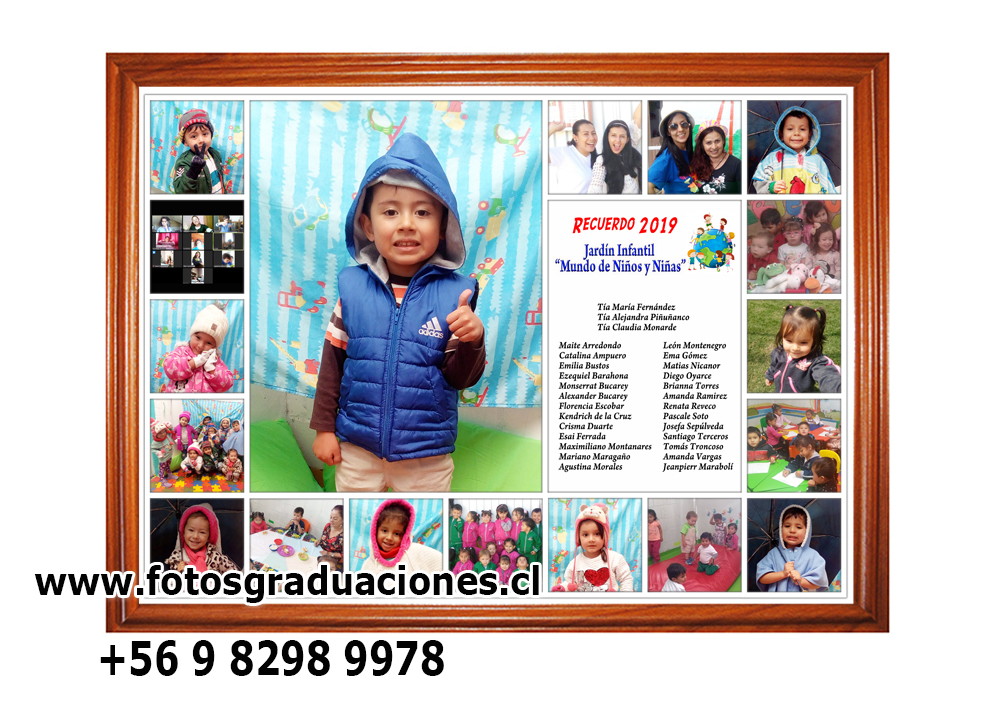 RECUERDO 2019
Jardín Infantil
“Mundo de Niños y Niñas”
Tía María Fernández
Tía Alejandra Piñuñanco
Tía Claudia Monarde
Maite Arredondo
Catalina Ampuero
Emilia Bustos
Ezequiel Barahona
Monserrat Bucarey
Alexander Bucarey
Florencia Escobar
Kendrich de la Cruz
Crisma Duarte
Esai Ferrada
Maximiliano Montanares
Mariano Maragaño
Agustina Morales
León Montenegro
Ema Gómez
Matias Nicanor
Diego Oyarce
Brianna Torres
Amanda Ramirez
Renata Reveco
Pascale Soto
Josefa Sepúlveda
Santiago Terceros
Tomás Troncoso
Amanda Vargas
Jeanpierr Marabolí
adidas
www.fotosgraduaciones.cl
+56 9 8298 9978